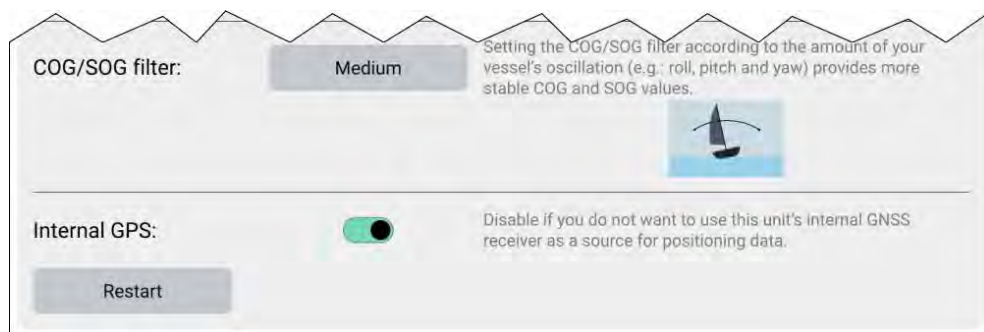 COG/SOG filter:
Medium
Setting the COG/SOG filter according to the amount of your
vessel's oscillation (e.g.: roll, pitch and yaw) provides more
stable COG and SOG values.
Internal GPS:
Disable if you do not want to use this unit's internal GNSS
receiver as a source for positioning data.
Restart